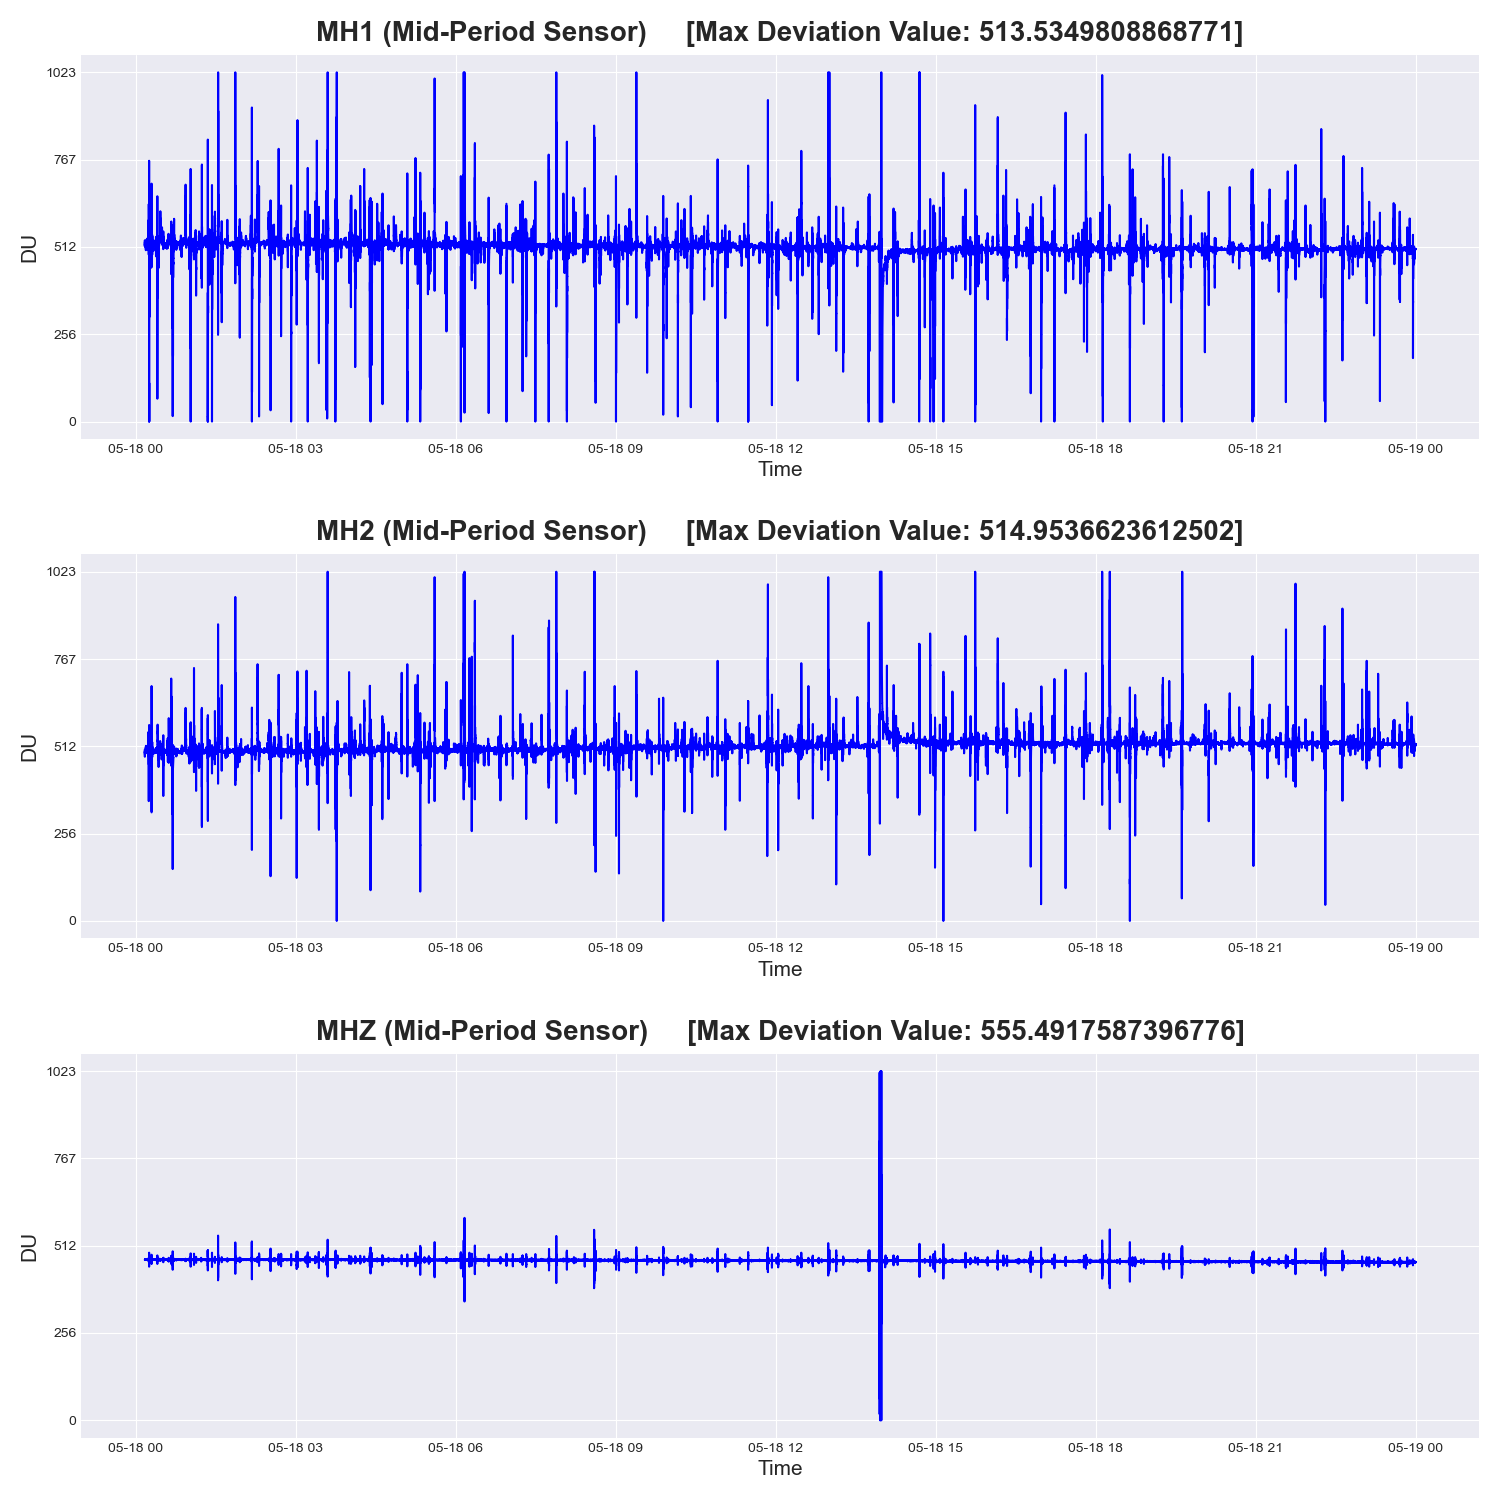 MH1 (Mid-Period Sensor) [Max Deviation Value: 513.5349808868771]
1023
767
512
256
0
DU
05-18 00 05-18 03 05-18 06 05-18 09 05-18 12 05-18 15 05-18 18 05-18 21 05-19 00
Time
MH2 (Mid-Period Sensor) [Max Deviation Value: 514.9536623612502]
1023
767
512
256
0
DU
05-18 00 05-18 03 05-18 06 05-18 09 05-18 12 05-18 15 05-18 18 05-18 21 05-19 00
Time
MHZ (Mid-Period Sensor) [Max Deviation Value: 555.4917587396776]
1023
767
512
256
0
DU
05-18 00 05-18 03 05-18 06 05-18 09 05-18 12 05-18 15 05-18 18 05-18 21 05-19 00
Time